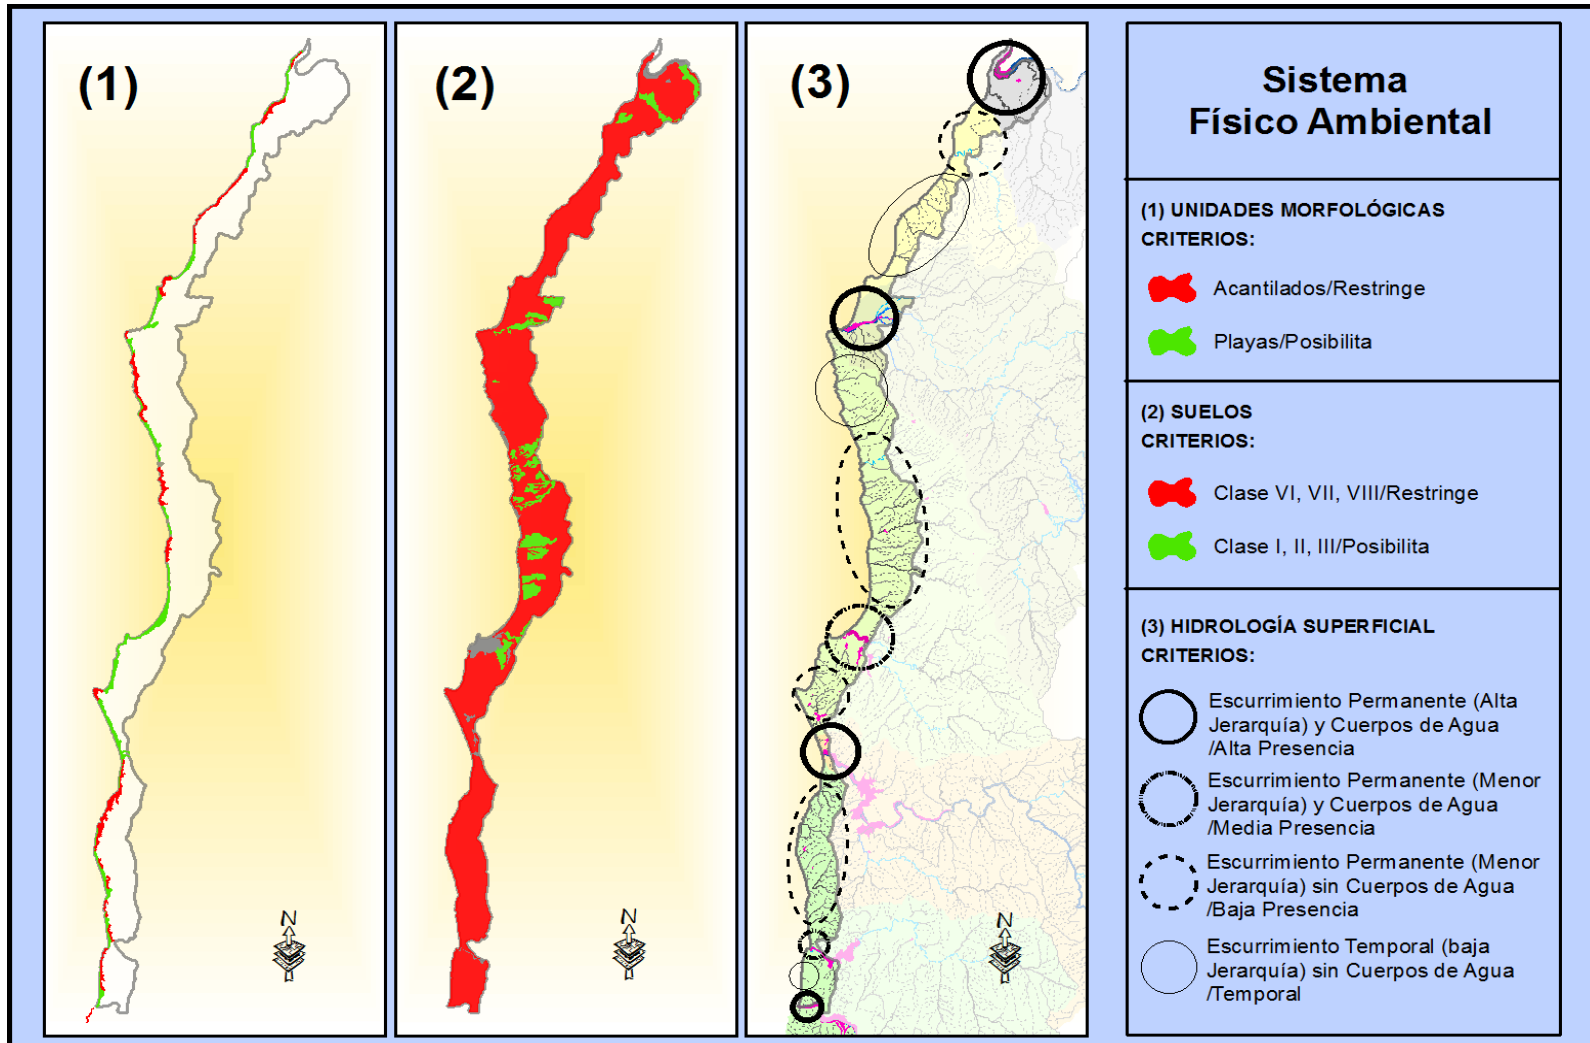 (1)
(2)
(3)
N
N
Sistema
Físico Ambiental
(1) UNIDADES MORFOLÓGICAS
CRITERIOS:
Acantilados/Restringe
Playas/Posibilita
(2) SUELOS
CRITERIOS:
Clase VI, VII, VIII/Restringe
Clase I, II, III/Posibilita
(3) HIDROLOGÍA SUPERFICIAL
CRITERIOS:
Escurrimiento Permanente (Alta
Jerarquía) y Cuerpos de Agua
/Alta Presencia
Escurrimiento Permanente (Menor
Jerarquía) y Cuerpos de Agua
/Media Presencia
Escurrimiento Permanente (Menor
Jerarquía) sin Cuerpos de Agua
/Baja Presencia
Escurrimiento Temporal (baja
Jerarquía) sin Cuerpos de Agua
/Temporal